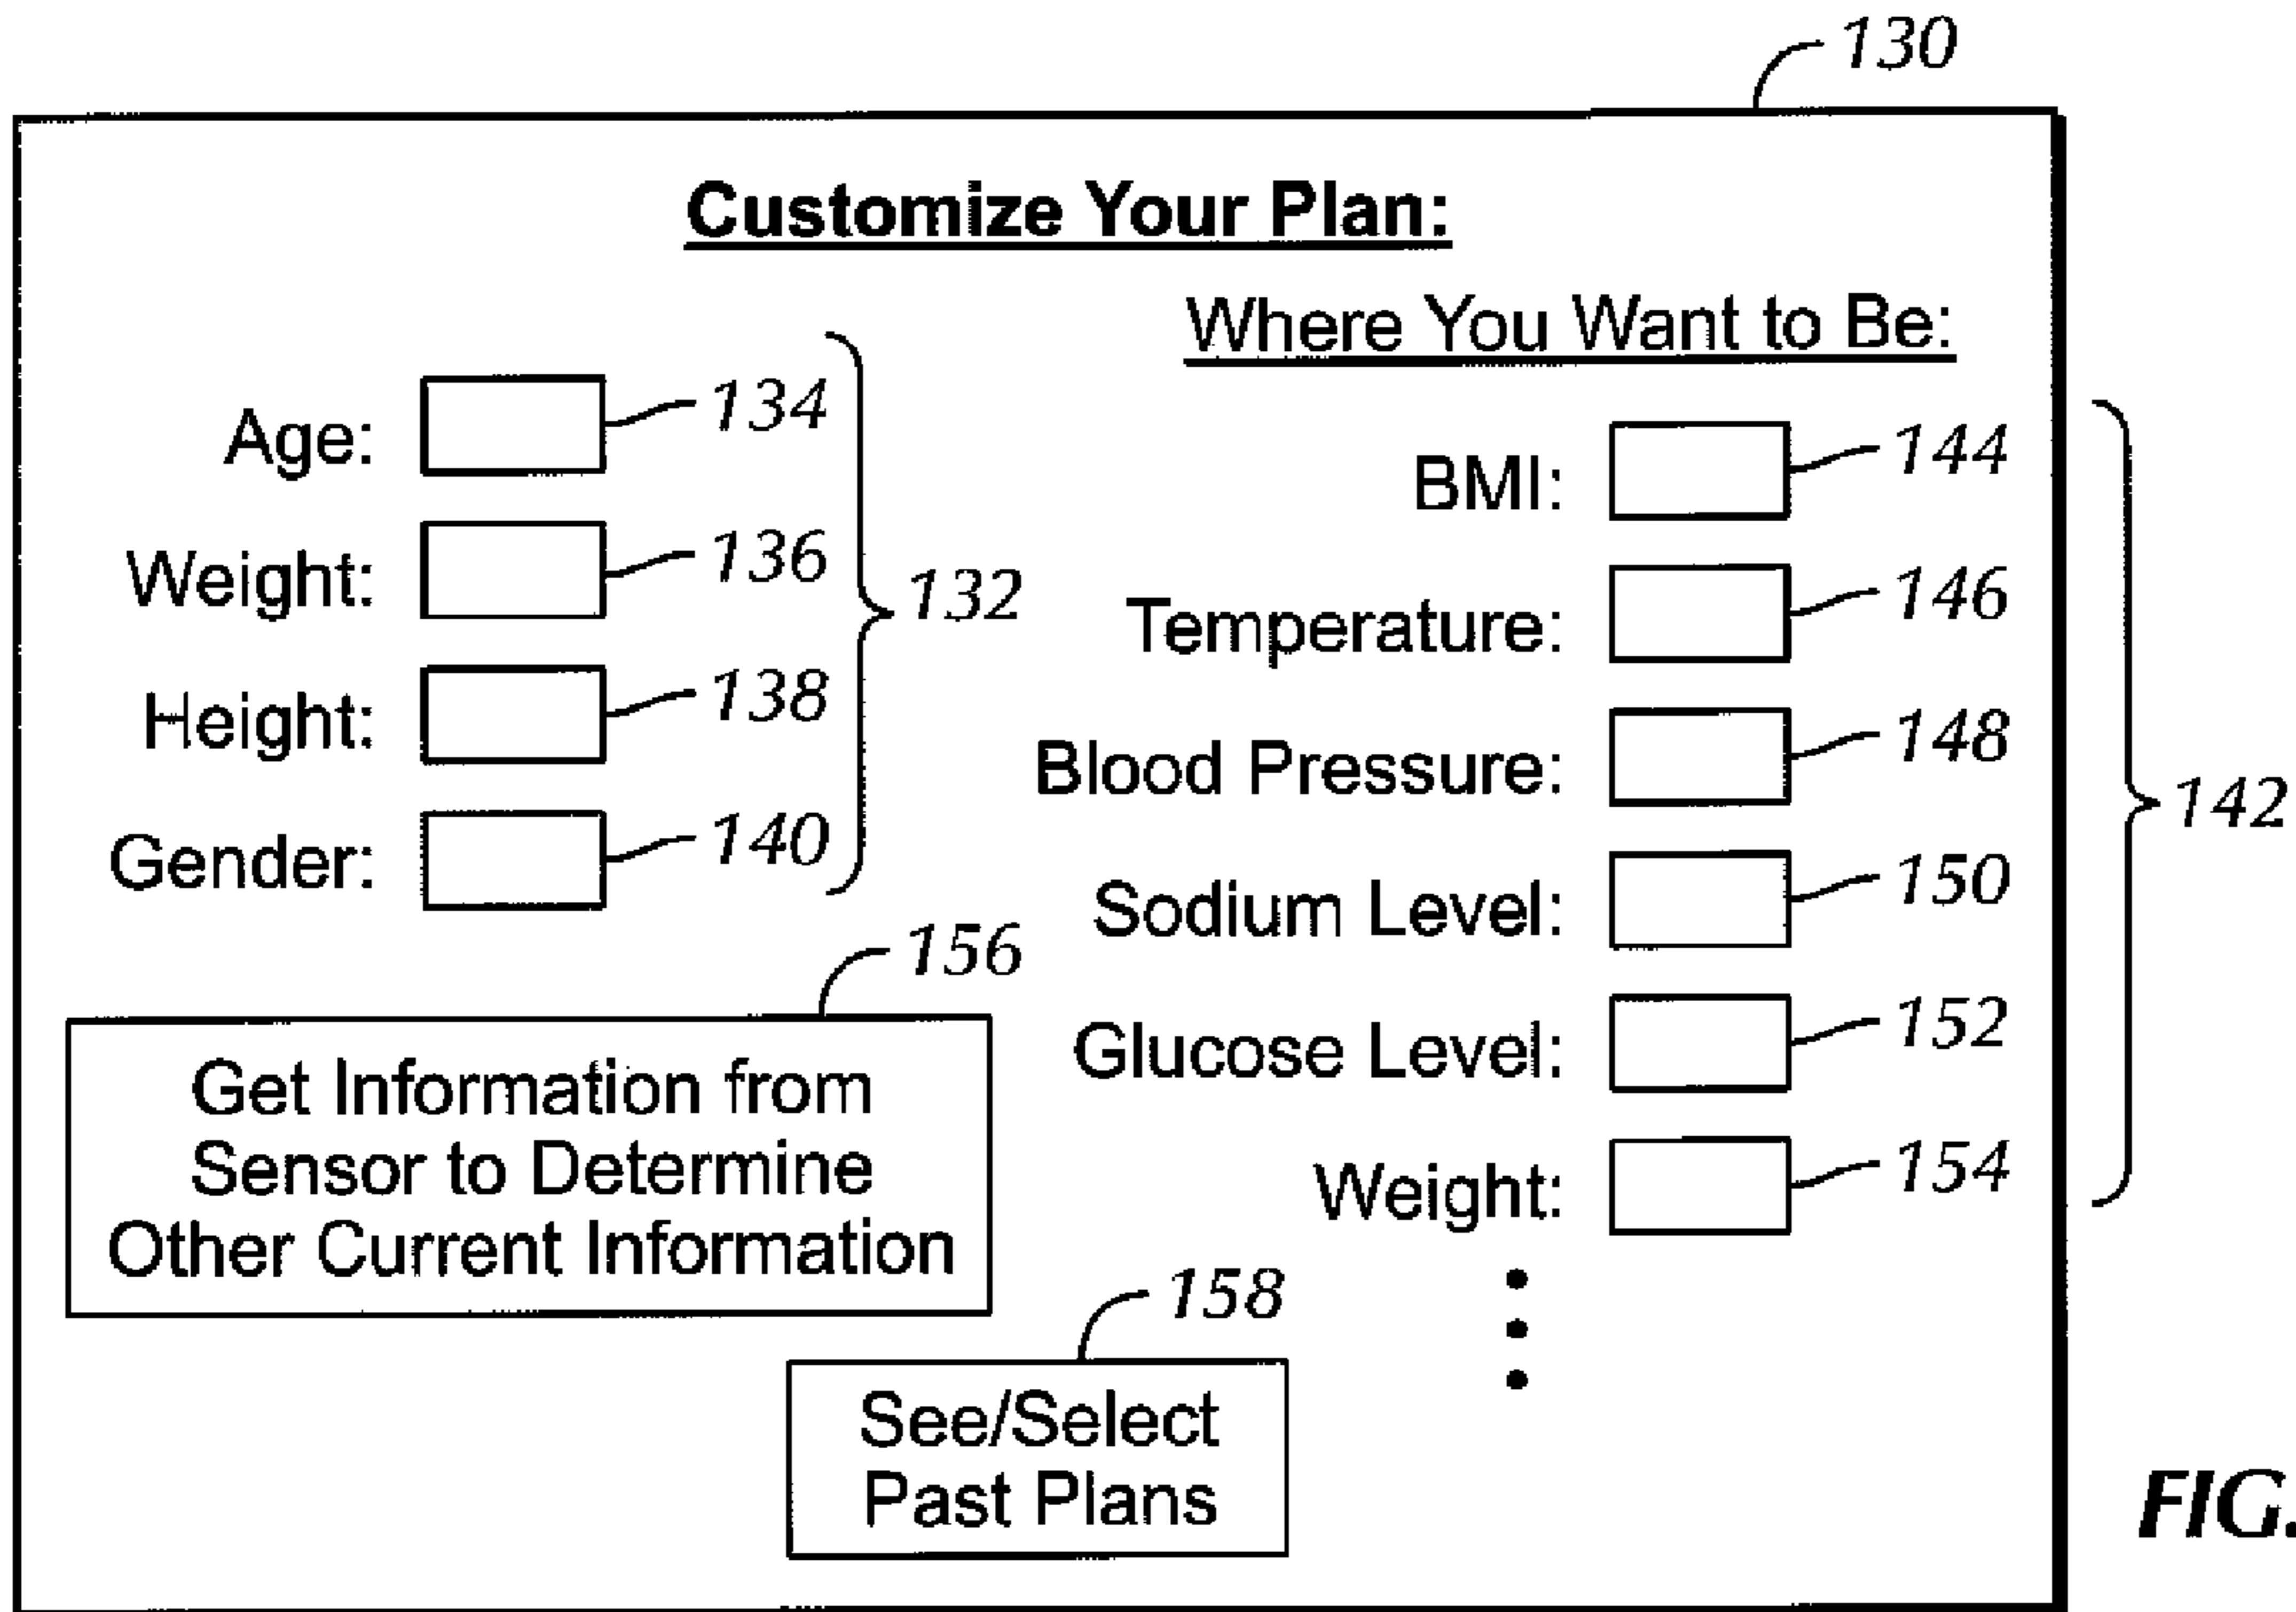 130
Customize Your Plan:
Where You Want to Be:
Age: 134
Weight: 136
Height: 138
Gender: 140
132
BMI: 144
Temperature: 146
Blood Pressure: 148
Sodium Level: 150
Glucose Level: 152
Weight: 154
142
156
Get Information from
Sensor to Determine
Other Current Information
158
See/Select
Past Plans
FIG.